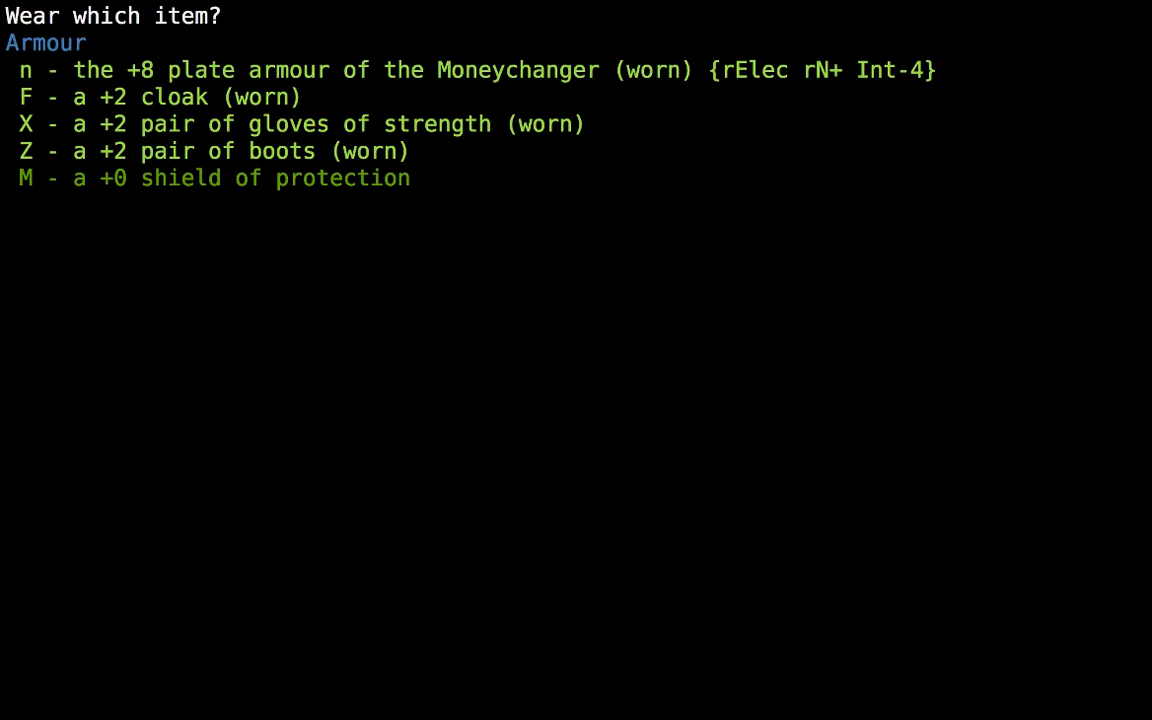 Wear which item?
Armour
n - the +8 plate armour of the Moneychanger (worn) {rElec rN+ Int-4}
F - a +2 cloak (worn)
X - a +2 pair of gloves of strength (worn)
Z - a +2 pair of boots (worn)
M - a +0 shield of protection